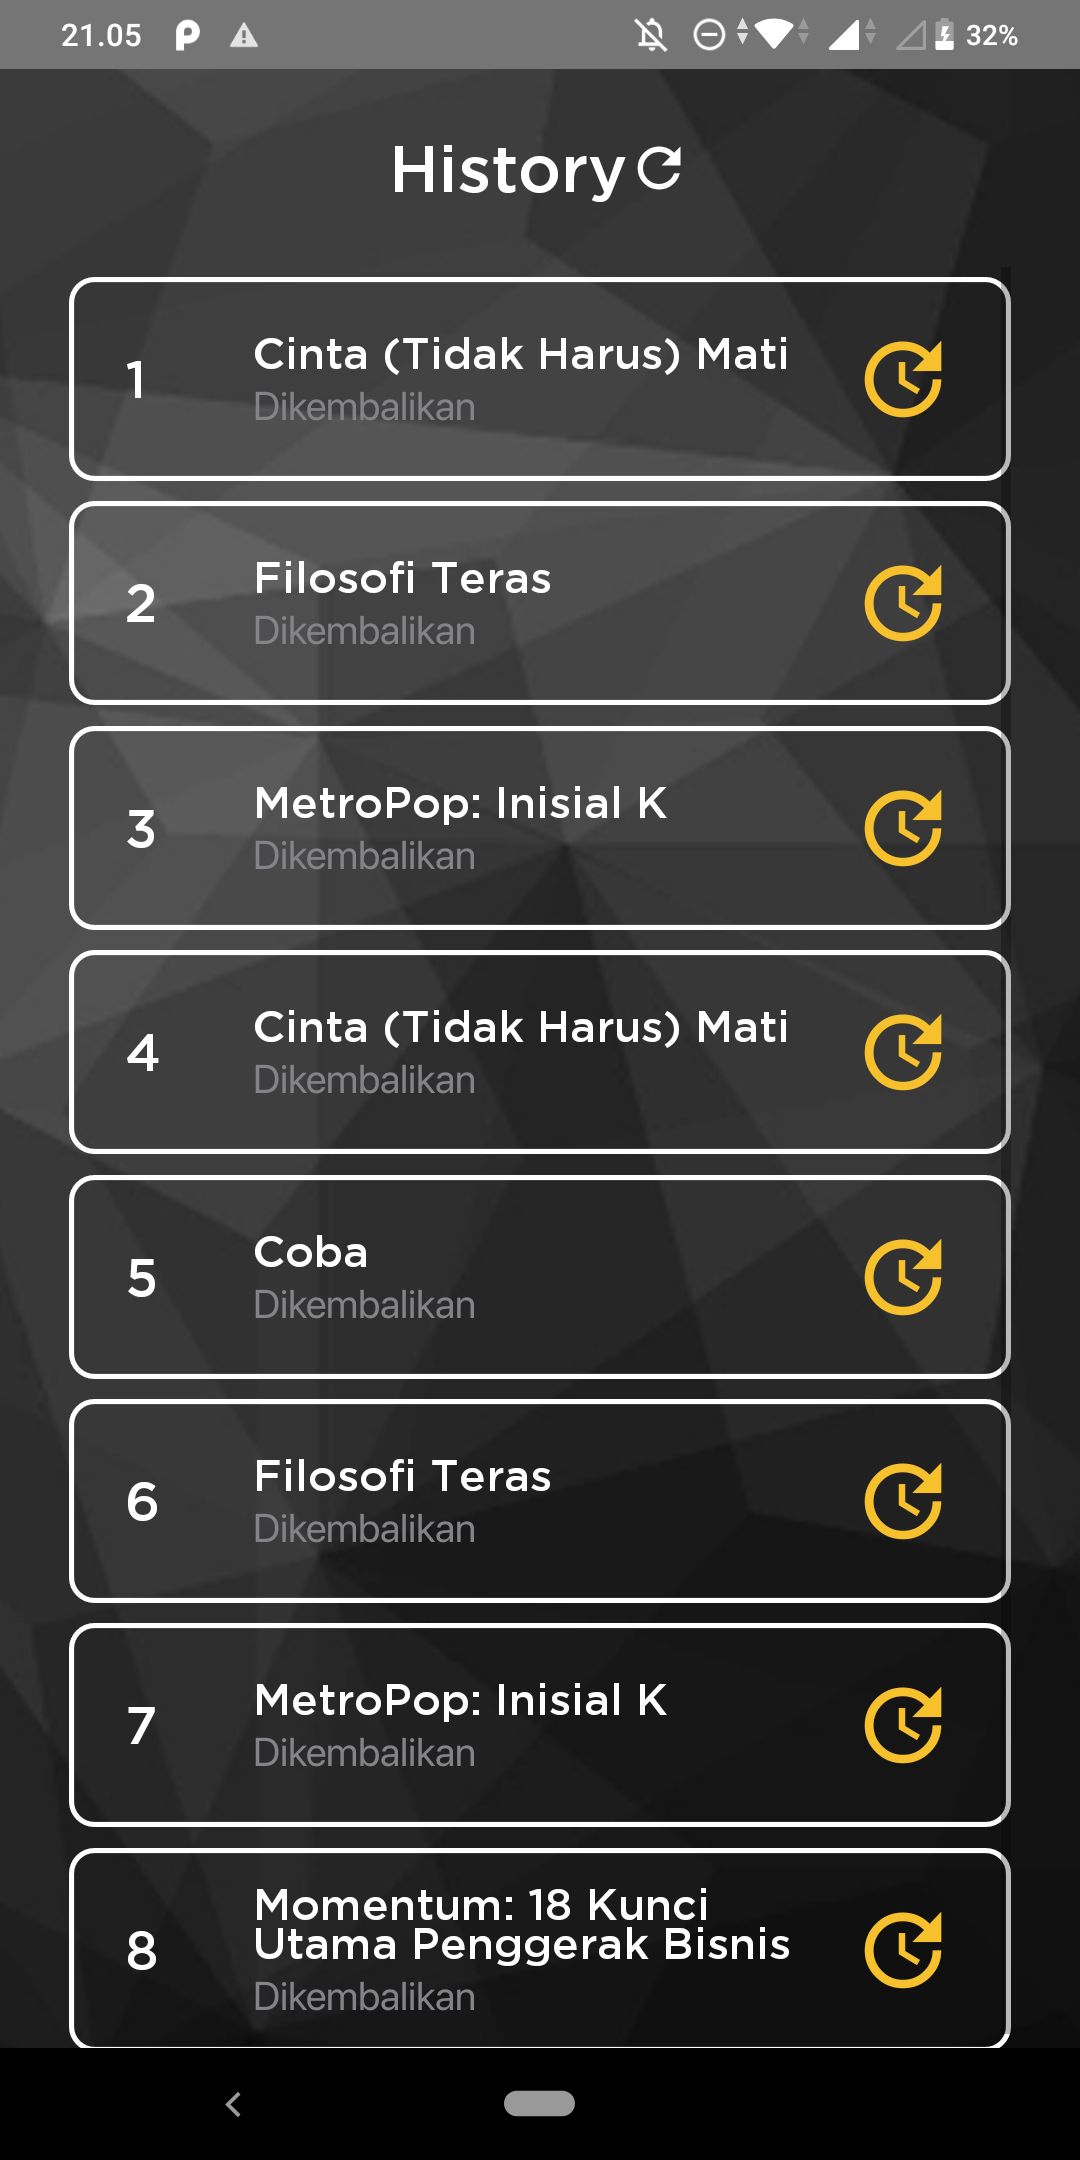 21.05
32%
History
1
Cinta (Tidak Harus) Mati
Dikembalikan
2
Filosofi Teras
Dikembalikan
3
MetroPop: Inisial K
Dikembalikan
4
Cinta (Tidak Harus) Mati
Dikembalikan
5
Coba
Dikembalikan
6
Filosofi Teras
Dikembalikan
7
MetroPop: Inisial K
Dikembalikan
8
Momentum: 18 Kunci
Utama Penggerak Bisnis
Dikembalikan